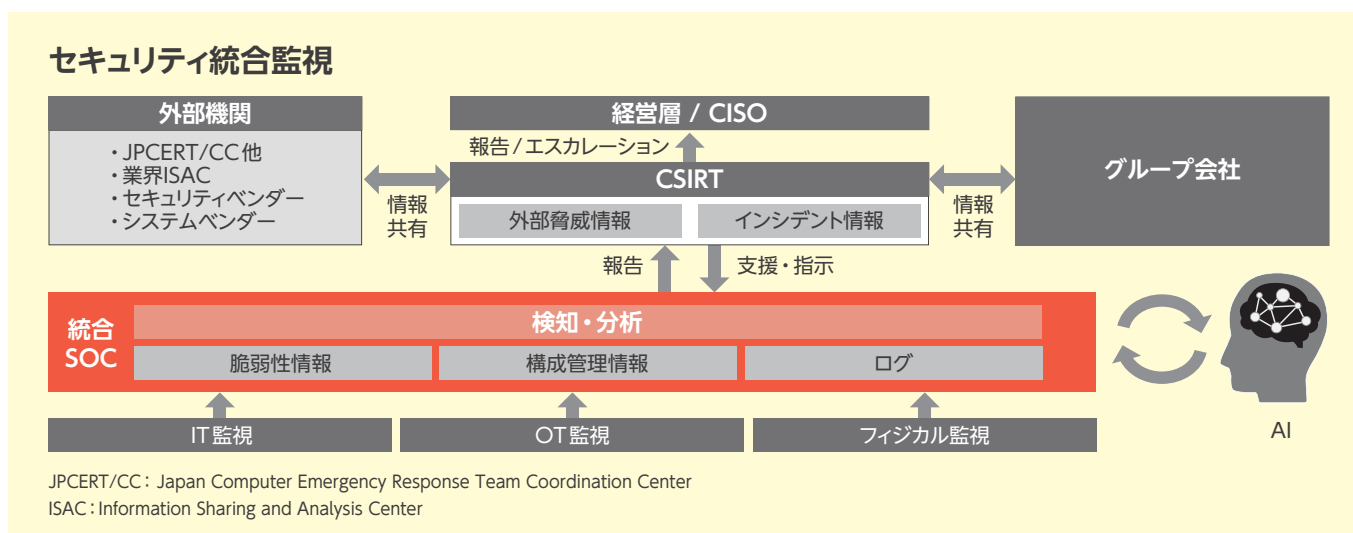 セキュリティ統合監視
外部機関
・JPCERT/CC他
・業界ISAC
・セキュリティベンダー
・システムベンダー
情報
共有
経営層 / CISO
報告/エスカレーション
CSIRT
外部脅威情報
インシデント情報
情報
共有
グループ会社
報告
支援・指示
統合
SOC
検知・分析
脆弱性情報
構成管理情報
ログ
IT監視
OT監視
フィジカル監視
AI
JPCERT/CC： Japan Computer Emergency Response Team Coordination Center
ISAC：Information Sharing and Analysis Center